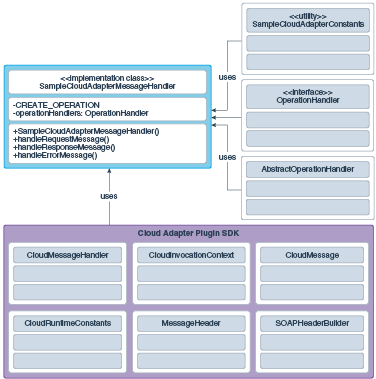 <<utility>>
SampleCloudAdapterConstants
uses
<<implementation class>>
SampleCloudAdapterMessageHandler
-CREATE_OPERATION
-operationHandlers: OperationHandler
+SampleCloudAdapterMessageHandler()
+handleRequestMessage()
+handleResponseMessage()
+handleErrorMessage()
<<interface>>
OperationHandler
uses
AbstractOperationHandler
uses
Cloud Adapter Plugin SDK
CloudMessageHandler
CloudInvocationContext
CloudMessage
CloudRuntimeConstants
MessageHeader
SOAPHeaderBuilder